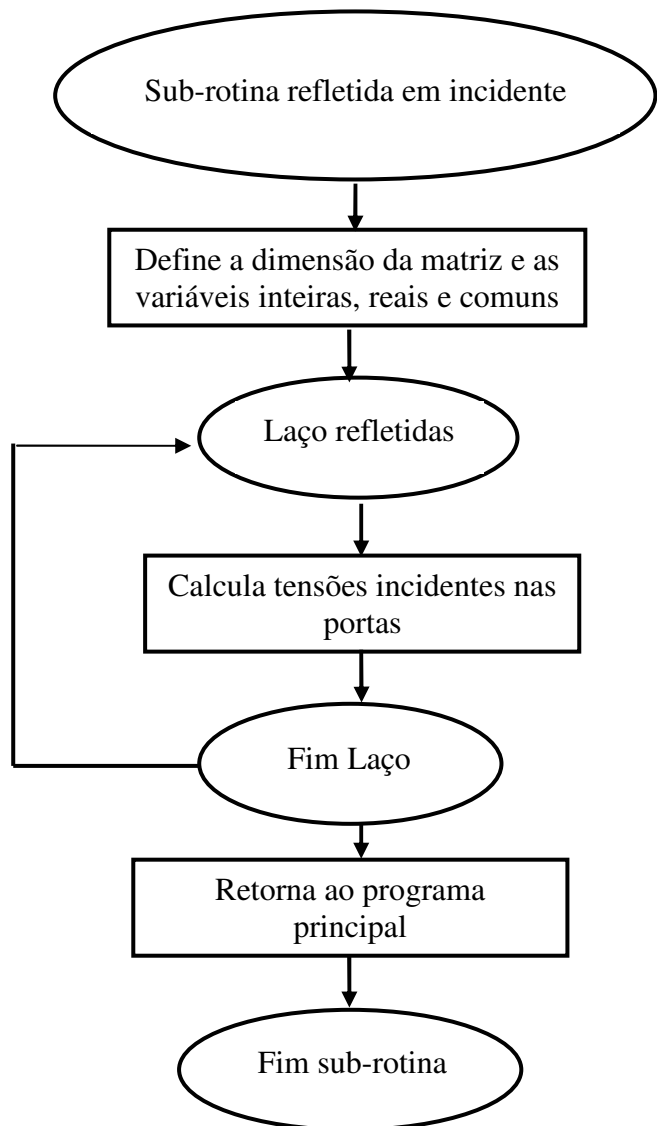 Sub-rotina refletida em incidente
Define a dimensão da matriz e as
variáveis inteiras, reais e comuns
Laço refletidas
Calcula tensões incidentes nas
portas
Fim Laço
Retorna ao programa
principal
Fim sub-rotina